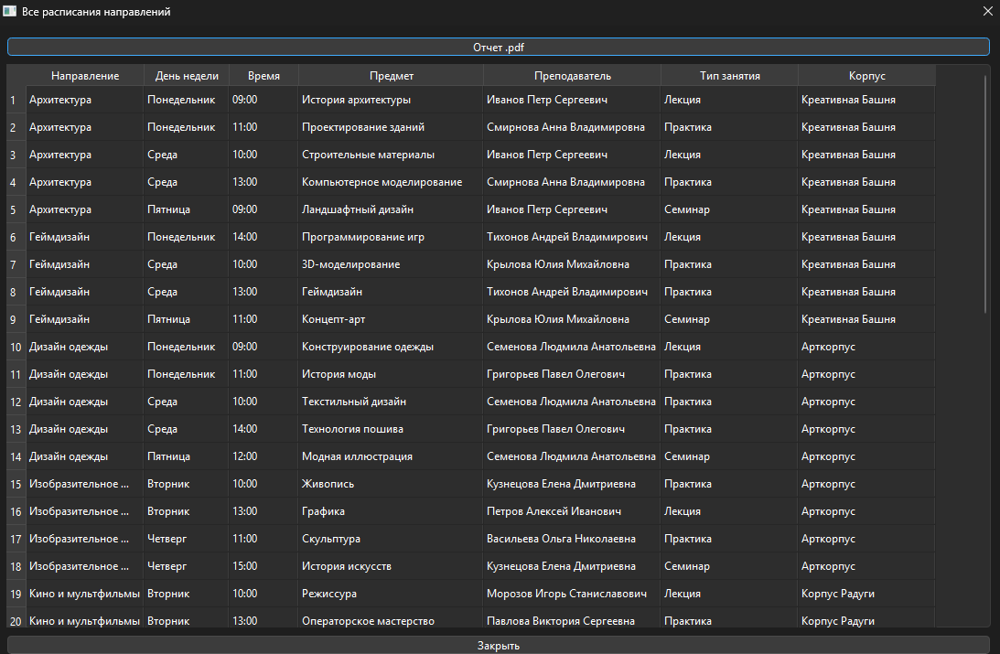 Все расписания направлений
Отчет .pdf
Направление День недели Время Предмет Преподаватель Тип занятия Корпус
1 Архитектура Понедельник 09:00 История архитектуры Иванов Петр Сергеевич Лекция Креативная Башня
2 Архитектура Понедельник 11:00 Проектирование зданий Смирнова Анна Владимировна Практика Креативная Башня
3 Архитектура Среда 10:00 Строительные материалы Иванов Петр Сергеевич Лекция Креативная Башня
4 Архитектура Среда 13:00 Компьютерное моделирование Смирнова Анна Владимировна Практика Креативная Башня
5 Архитектура Пятница 09:00 Ландшафтный дизайн Иванов Петр Сергеевич Семинар Креативная Башня
6 Геймдизайн Понедельник 14:00 Программирование игр Тихонов Андрей Владимирович Лекция Креативная Башня
7 Геймдизайн Среда 10:00 3D-моделирование Крылова Юлия Михайловна Практика Креативная Башня
8 Геймдизайн Среда 13:00 Геймдизайн Тихонов Андрей Владимирович Практика Креативная Башня
9 Геймдизайн Пятница 11:00 Концепт-арт Крылова Юлия Михайловна Семинар Креативная Башня
10 Дизайн одежды Понедельник 09:00 Конструирование одежды Семенова Людмила Анатольевна Лекция Арткорпус
11 Дизайн одежды Понедельник 11:00 История моды Григорьев Павел Олегович Практика Арткорпус
12 Дизайн одежды Среда 10:00 Текстильный дизайн Семенова Людмила Анатольевна Практика Арткорпус
13 Дизайн одежды Среда 14:00 Технология пошива Григорьев Павел Олегович Практика Арткорпус
14 Дизайн одежды Пятница 12:00 Модная иллюстрация Семенова Людмила Анатольевна Семинар Арткорпус
15 Изобразительное ... Вторник 10:00 Живопись Кузнецова Елена Дмитриевна Практика Арткорпус
16 Изобразительное ... Вторник 13:00 Графика Петров Алексей Иванович Лекция Арткорпус
17 Изобразительное ... Четверг 11:00 Скульптура Васильева Ольга Николаевна Практика Арткорпус
18 Изобразительное ... Четверг 15:00 История искусств Кузнецова Елена Дмитриевна Семинар Арткорпус
19 Кино и мультфильмы Вторник 10:00 Режиссура Морозов Игорь Станиславович Лекция Корпус Радуги
20 Кино и мультфильмы Вторник 13:00 Операторское мастерство Павлова Виктория Сергеевна Практика Корпус Радуги
Закрыть